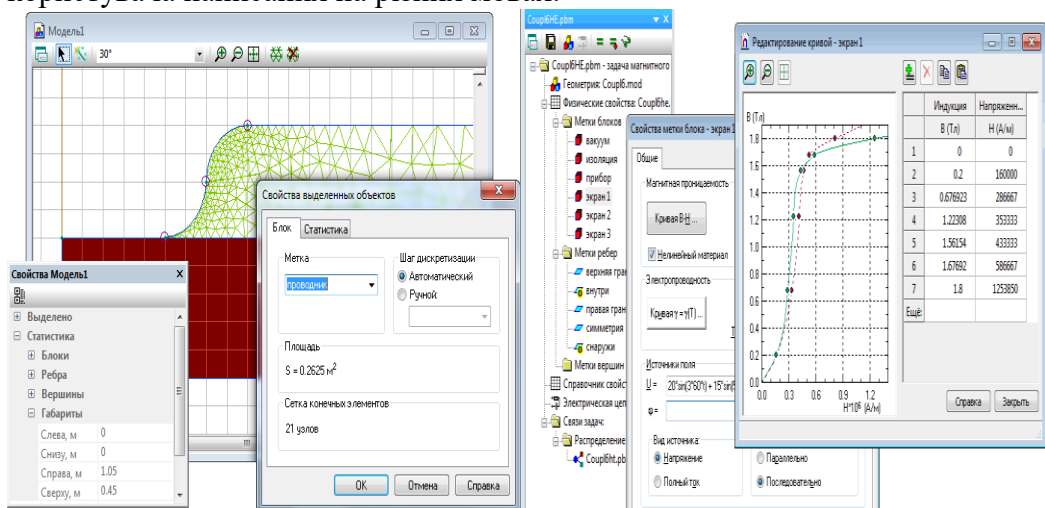 Модель1
30°
Свойства Модель1
Выделено
Статистика
Блоки
Ребра
Вершины
Габариты
Слева, м 0
Снизу, м 0
Справа, м 1.05
Сверху, м 0.45
Свойства выделенных объектов
Блок Статистика
Метка
проводник
Шаг дискретизации
Автоматический
Ручной:
Площадь
S = 0.2625 м²
Сетка конечных элементов
21 узлов
ОК Отмена Справка
Coupl6HE.pbm
Coupl6HE.pbm - задача магнитного
Геометрия: Coupl6.mod
Физические свойства: Coupl6he.
Метки блоков
вакуум
изоляция
прибор
экран 1
экран 2
экран 3
Метки ребер
верхняя гран
внутри
правая гран
симметрия
снаружи
Метки вершин
Справочник свойс
Электрическая цеп
Связи задач:
Распределение
Coupl6ht.pb
Свойства метки блока - экран 1
Общие
Магнитная проницаемость
Кривая B-H ...
Нелинейный материал
Электропроводность
Кривая γ = γ(T) ...
Источники поля
U = 20*sin(3*60*t) + 15*sin(5
φ =
Вид источника:
Напряжение
Полный ток
Параллельно
Последовательно
Редактирование кривой - экран 1
B (Тл)
1.8
1.6
1.4
1.2
1.0
0.8
0.6
0.4
0.2
0.0
0.0 0.3 0.6 0.9 1.2
H*10⁶ (А/м)
Индукция Напряженн...
B (Тл) H (А/м)
1 0 0
2 0.2 160000
3 0.676923 286667
4 1.22308 353333
5 1.56154 433333
6 1.67692 586667
7 1.8 1253850
Ещё:
Справка Закрыть